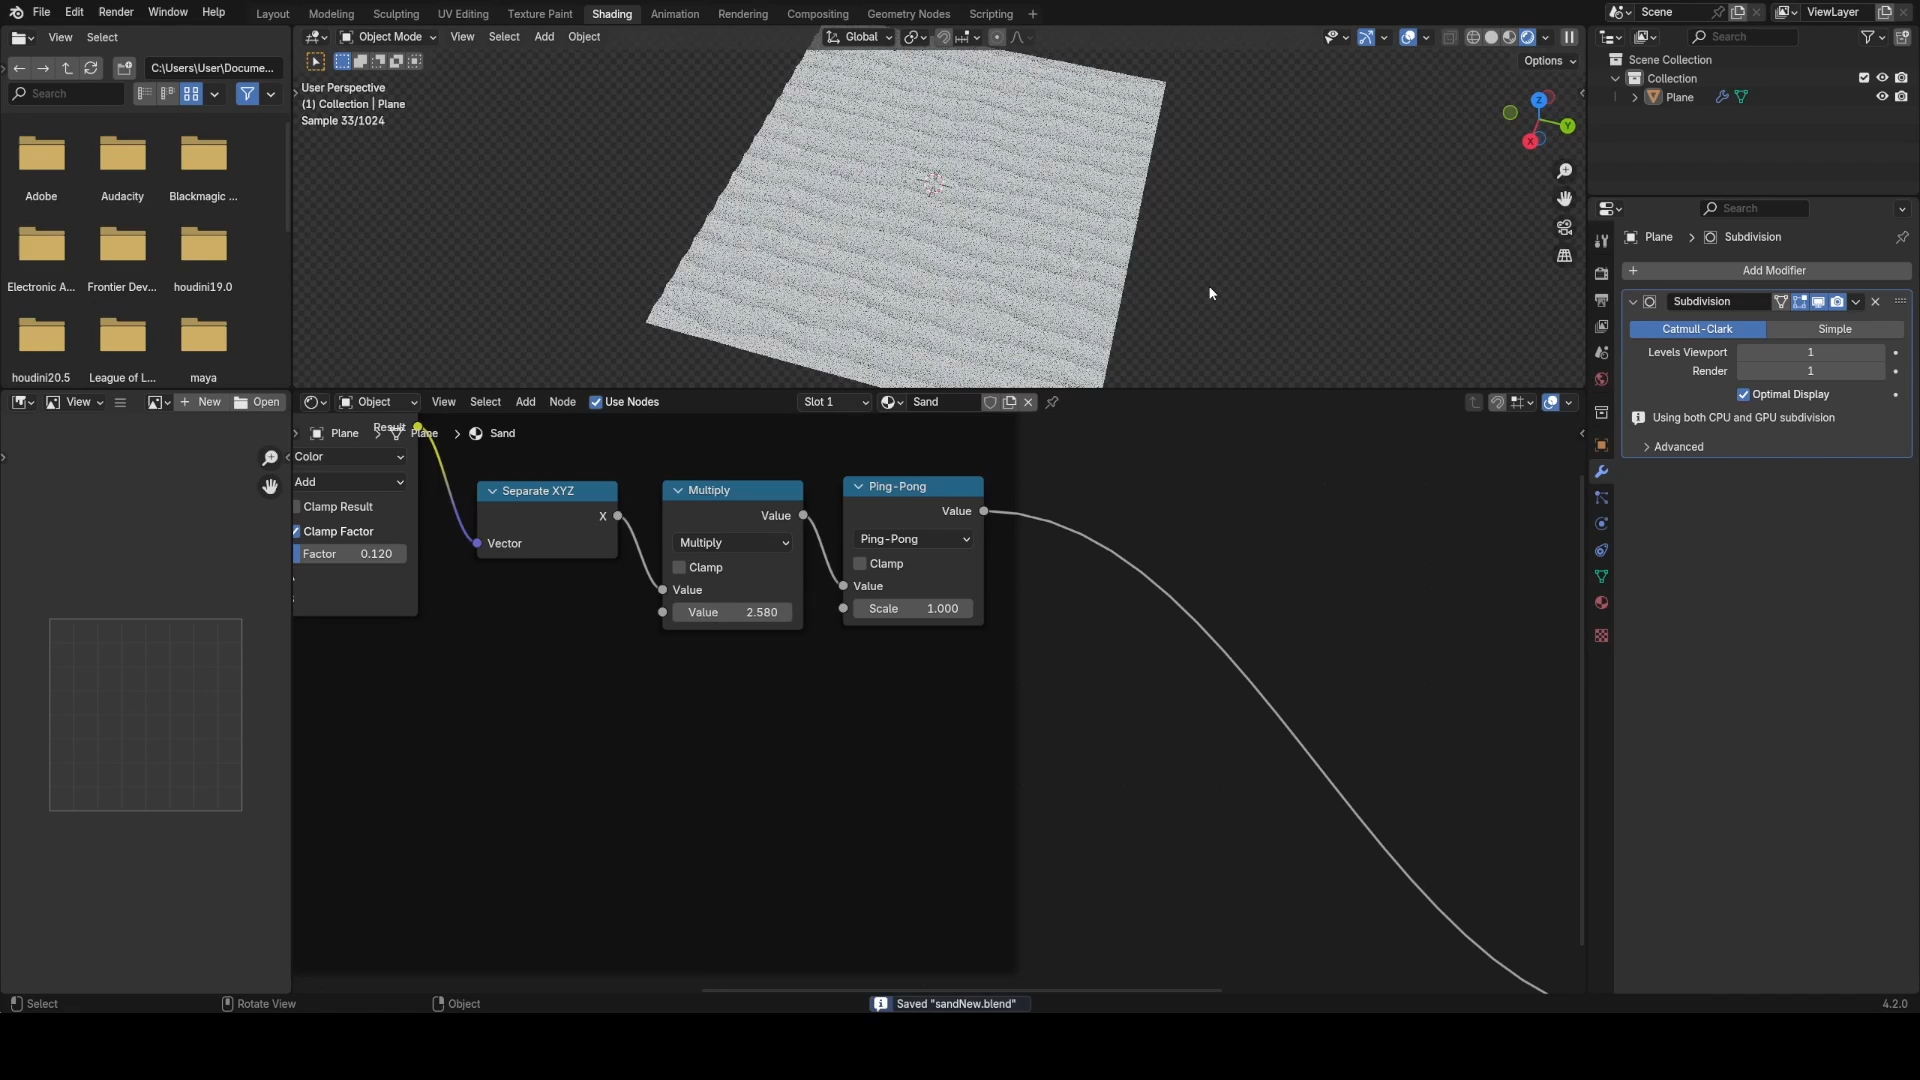 File Edit Render Window Help Layout Modeling Sculpting UV Editing Texture Paint Shading Animation Rendering Compositing Geometry Nodes Scripting + Scene ViewLayer
View Select
Object Mode View Select Add Object Global
Search
C:\Users\User\Docume...
Options
Scene Collection
Collection
Plane
Search
User Perspective
(1) Collection | Plane
Sample 33/1024
Z
Y
X
Adobe Audacity Blackmagic ...
Electronic A... Frontier Dev... houdini19.0
houdini20.5 League of L... maya
Search
Plane > Subdivision
+ Add Modifier
Subdivision
Catmull-Clark Simple
Levels Viewport 1
Render 1
Optimal Display
Using both CPU and GPU subdivision
Advanced
View + New Open
Object View Select Add Node Use Nodes Slot 1 Sand
Result
Plane > Plane > Sand
Color
Add
Clamp Result
Clamp Factor
Factor 0.120
Separate XYZ
X
Vector
Multiply
Value
Multiply
Clamp
Value
Value 2.580
Ping-Pong
Value
Ping-Pong
Clamp
Value
Scale 1.000
Select Rotate View Object Saved "sandNew.blend" 4.2.0